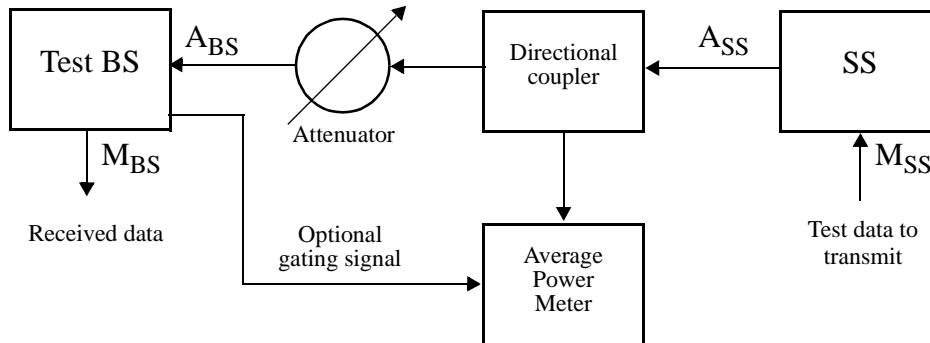 Test BS
A_BS
Attenuator
Directional
coupler
A_SS
SS
M_BS
Received data
Optional
gating signal
Average
Power
Meter
M_SS
Test data to
transmit